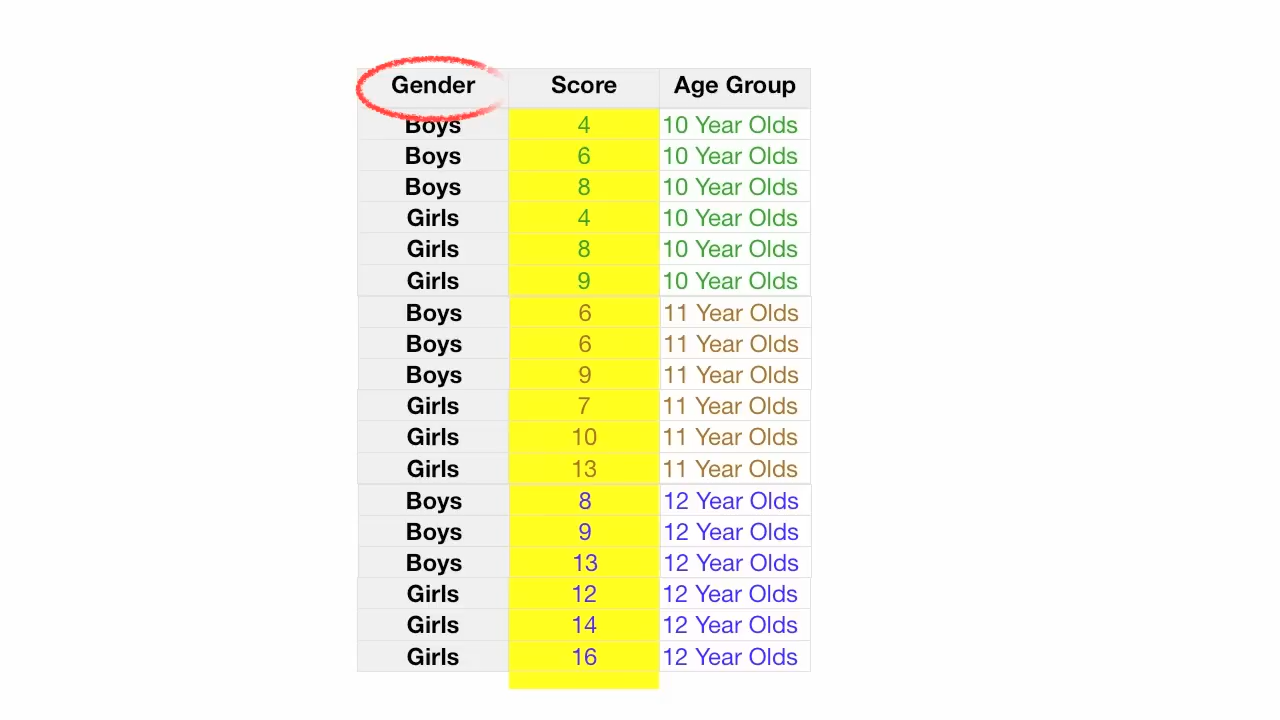 Gender Score Age Group
Boys 4 10 Year Olds
Boys 6 10 Year Olds
Boys 8 10 Year Olds
Girls 4 10 Year Olds
Girls 8 10 Year Olds
Girls 9 10 Year Olds
Boys 6 11 Year Olds
Boys 6 11 Year Olds
Boys 9 11 Year Olds
Girls 7 11 Year Olds
Girls 10 11 Year Olds
Girls 13 11 Year Olds
Boys 8 12 Year Olds
Boys 9 12 Year Olds
Boys 13 12 Year Olds
Girls 12 12 Year Olds
Girls 14 12 Year Olds
Girls 16 12 Year Olds